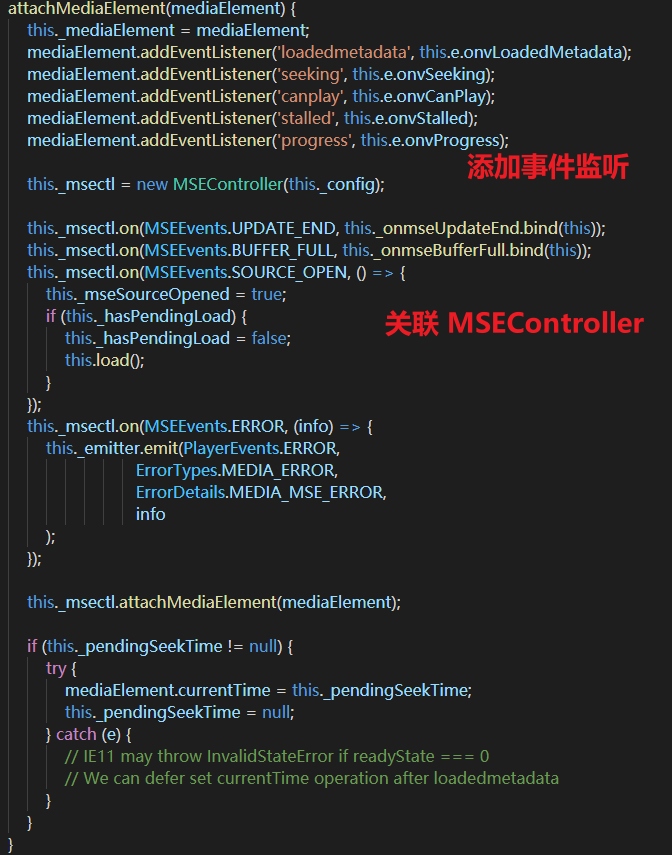 attachMediaElement(mediaElement) {
this._mediaElement = mediaElement;
mediaElement.addEventListener('loadedmetadata', this.e.onvLoadedMetadata);
mediaElement.addEventListener('seeking', this.e.onvSeeking);
mediaElement.addEventListener('canplay', this.e.onvCanPlay);
mediaElement.addEventListener('stalled', this.e.onvStalled);
mediaElement.addEventListener('progress', this.e.onvProgress);
添加事件监听
this._msectl = new MSEController(this._config);
this._msectl.on(MSEEvents.UPDATE_END, this._onmseUpdateEnd.bind(this));
this._msectl.on(MSEEvents.BUFFER_FULL, this._onmseBufferFull.bind(this));
this._msectl.on(MSEEvents.SOURCE_OPEN, () => {
this._mseSourceOpened = true;
if (this._hasPendingLoad) {
关联 MSEController
this._hasPendingLoad = false;
this.load();
}
});
this._msectl.on(MSEEvents.ERROR, (info) => {
this._emitter.emit(PlayerEvents.ERROR,
ErrorTypes.MEDIA_ERROR,
ErrorDetails.MEDIA_MSE_ERROR,
info
);
});
this._msectl.attachMediaElement(mediaElement);
if (this._pendingSeekTime != null) {
try {
mediaElement.currentTime = this._pendingSeekTime;
this._pendingSeekTime = null;
} catch (e) {
// IE11 may throw InvalidStateError if readyState === 0
// We can defer set currentTime operation after loadedmetadata
}
}
}